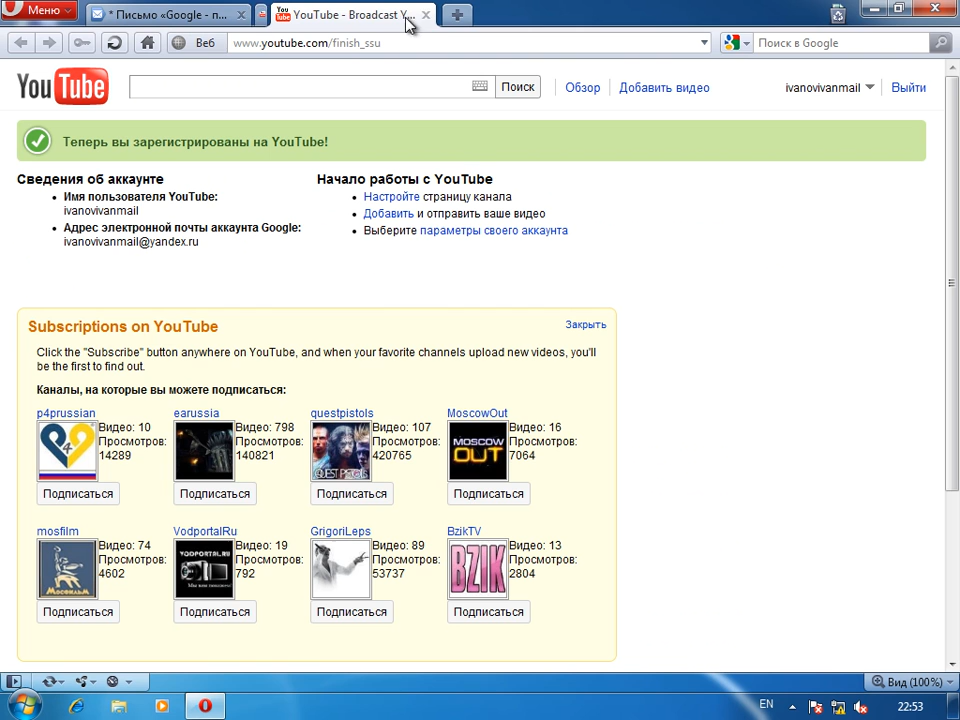 Меню
* Письмо «Google - п...
YouTube - Broadcast Y...
Веб
www.youtube.com/finish_ssu
Поиск в Google
YouTube
Поиск
Обзор
Добавить видео
ivanovivanmail
Выйти
Теперь вы зарегистрированы на YouTube!
Сведения об аккаунте
Имя пользователя YouTube:
ivanovivanmail
Адрес электронной почты аккаунта Google:
ivanovivanmail@yandex.ru
Начало работы с YouTube
Настройте страницу канала
Добавить и отправить ваше видео
Выберите параметры своего аккаунта
Subscriptions on YouTube
Закрыть
Click the "Subscribe" button anywhere on YouTube, and when your favorite channels upload new videos, you'll
be the first to find out.
Каналы, на которые вы можете подписаться:
p4prussian
Видео: 10
Просмотров:
14289
Подписаться
earussia
Видео: 798
Просмотров:
140821
Подписаться
questpistols
QUEST PISTOLS
Видео: 107
Просмотров:
420765
Подписаться
MoscowOut
MOSCOW
OUT
Видео: 16
Просмотров:
7064
Подписаться
mosfilm
МОСФИЛЬМ
Видео: 74
Просмотров:
4602
Подписаться
VodportalRu
VODPORTAL.RU
Видео: 19
Просмотров:
792
Подписаться
GrigoriLeps
Видео: 89
Просмотров:
53737
Подписаться
BzikTV
BZIK
Видео: 13
Просмотров:
2804
Подписаться
Вид (100%)
EN
22:53